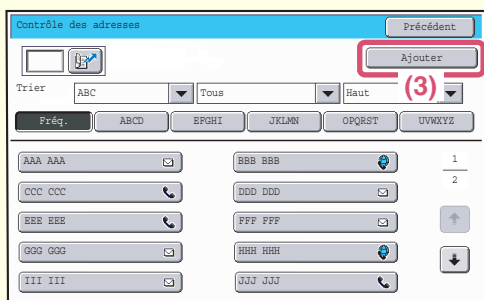 Contrôle des adresses Précédent
Ajouter
Trier ABC Tous Haut (3)
Fréq. ABCD EFGHI JKLMN OPQRST UVWXYZ
AAA AAA BBB BBB 1
CCC CCC DDD DDD 2
EEE EEE FFF FFF
GGG GGG HHH HHH
III III JJJ JJJ